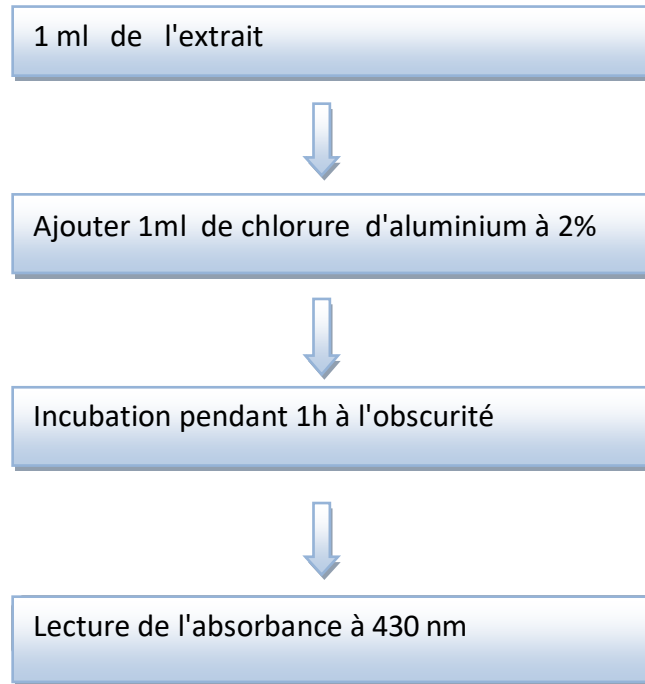 1 ml de l'extrait
Ajouter 1ml de chlorure d'aluminium à 2%
Incubation pendant 1h à l'obscurité
Lecture de l'absorbance à 430 nm